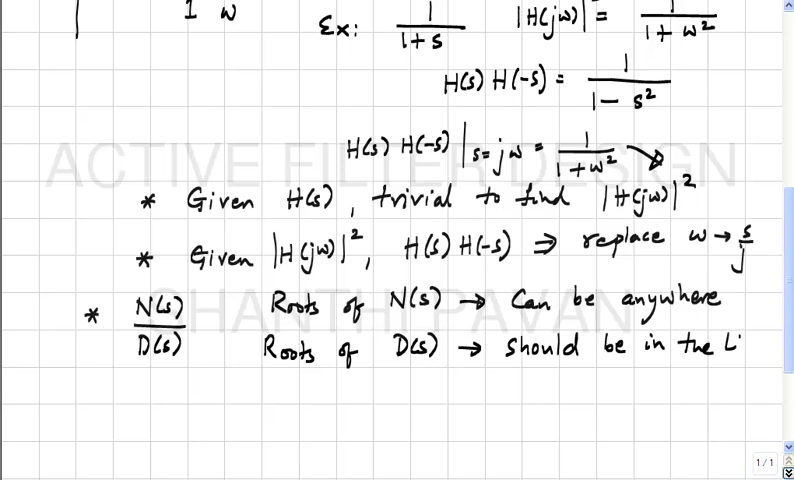 1 ω
Ex: 1/(1+s) |H(jω)|² = 1/(1+ω²)
H(s) H(-s) = 1/(1-s²)
H(s) H(-s) |s=jω = 1/(1+ω²)
ACTIVE FILTER DESIGN
* Given H(s), trivial to find |H(jω)|²
* Given |H(jω)|², H(s) H(-s) ⇒ replace ω → s/j
* N(s)/D(s) Roots of N(s) → Can be anywhere
SHANTHI PAVAN
Roots of D(s) → should be in the L
1 / 1